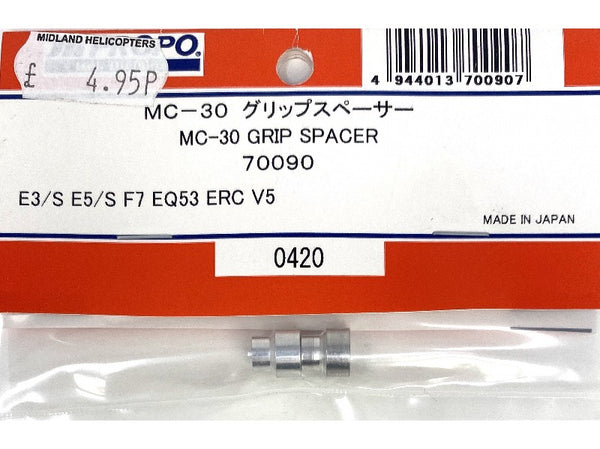 MIDLAND HELICOPTERS
£ 4.95P
4 944013 700907
MC-30 グリップスペーサー
MC-30 GRIP SPACER
70090
E3/S E5/S F7 EQ53 ERC V5
MADE IN JAPAN
0420